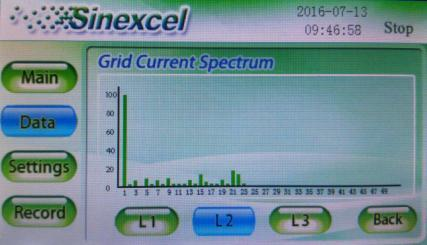 Sinexcel
2016-07-13
09:46:58
Stop
Main
Data
Settings
Record
Grid Current Spectrum
100
80
60
40
20
0
1 3 5 7 9 11 13 15 17 19 21 23 25 27 29 31 33 35 37 39 41 43 45 47 49
L1
L2
L3
Back